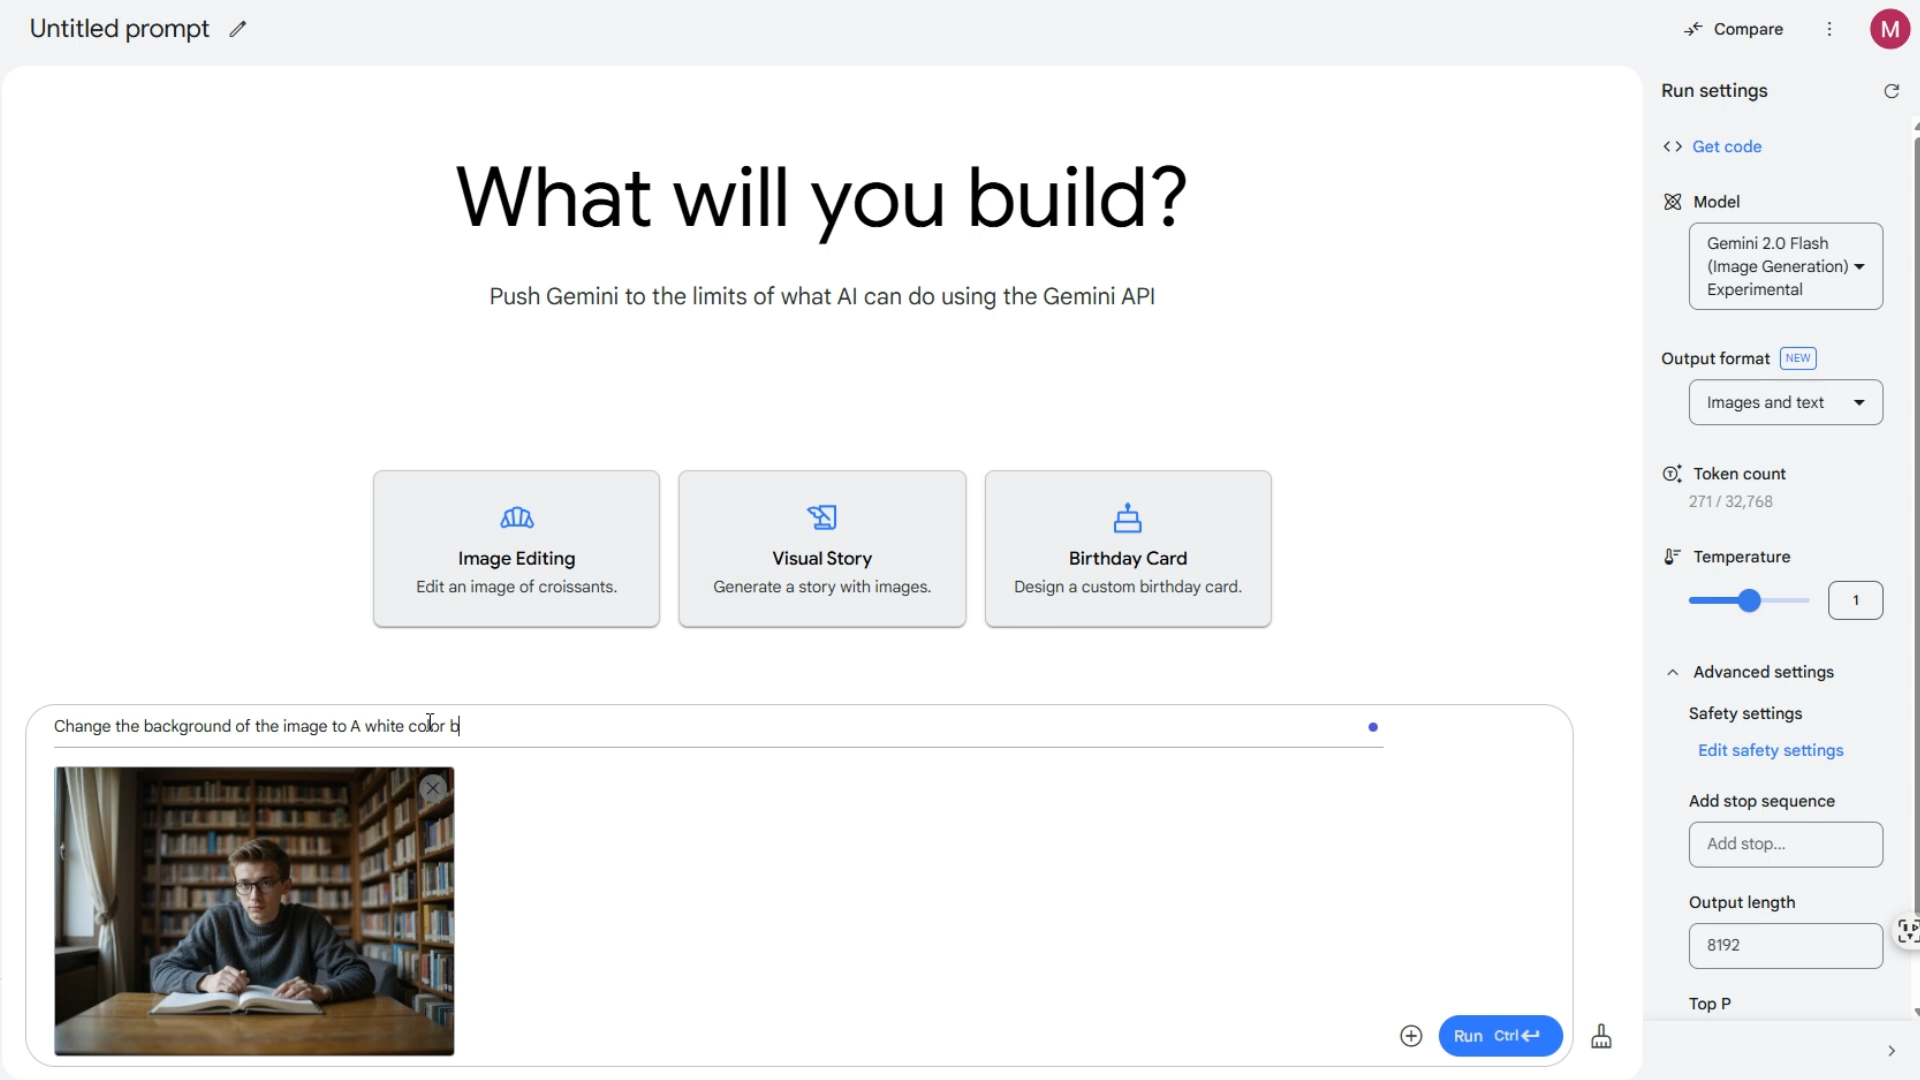 Untitled prompt
Compare
M
What will you build?
Push Gemini to the limits of what AI can do using the Gemini API
Image Editing
Edit an image of croissants.
Visual Story
Generate a story with images.
Birthday Card
Design a custom birthday card.
Change the background of the image to A white color b
Run Ctrl
Run settings
Get code
Model
Gemini 2.0 Flash
(Image Generation)
Experimental
Output format NEW
Images and text
Token count
271 / 32,768
Temperature
1
Advanced settings
Safety settings
Edit safety settings
Add stop sequence
Add stop...
Output length
8192
Top P